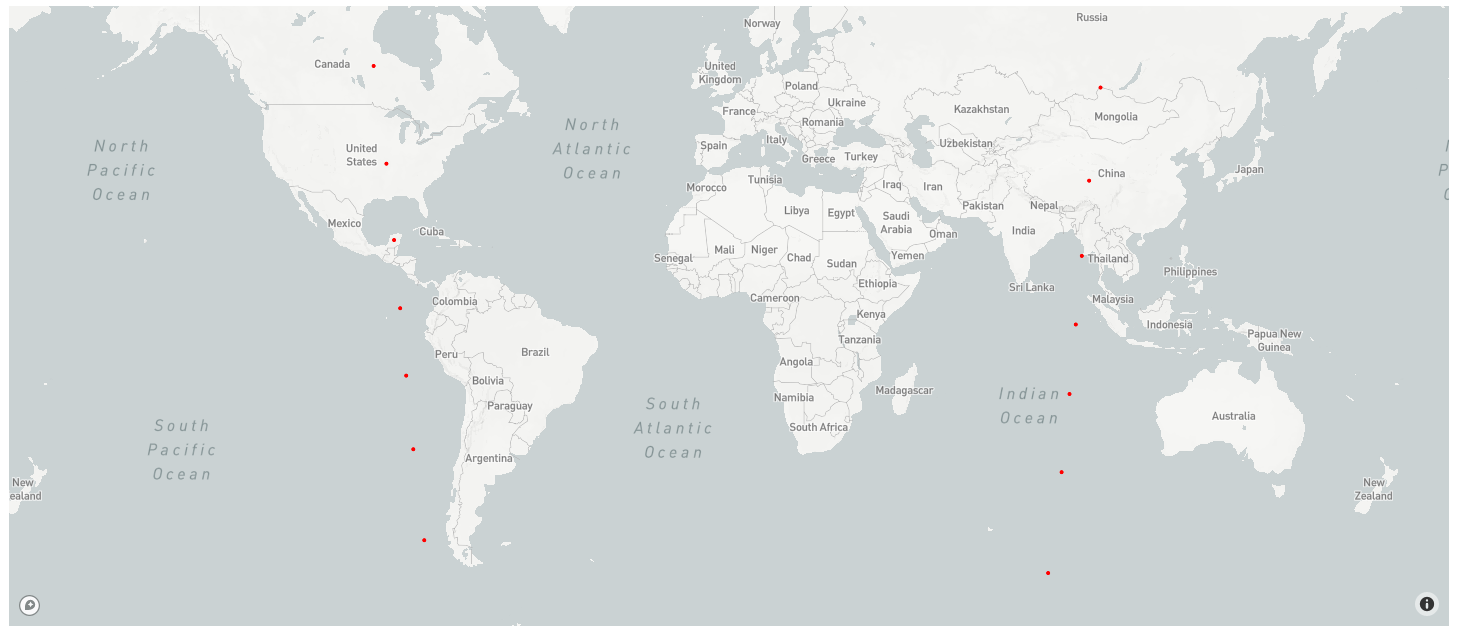 Norway
Russia
Canada
United
Kingdom
Poland
Ukraine
Kazakhstan
Mongolia
France
Romania
North
Atlantic
Ocean
North
Pacific
Ocean
United
States
Spain
Italy
Greece
Turkey
Uzbekistan
China
Japan
Morocco
Tunisia
Iraq
Iran
Pakistan
Nepal
Mexico
Cuba
Libya
Egypt
Saudi
Arabia
Oman
India
Senegal
Mali
Niger
Chad
Sudan
Yemen
Thailand
Philippines
Colombia
Cameroon
Ethiopia
Sri Lanka
Malaysia
Kenya
Indonesia
Papua New
Guinea
Peru
Brazil
Tanzania
Angola
Bolivia
Namibia
Madagascar
Indian
Ocean
Paraguay
South
Atlantic
Ocean
South Africa
Australia
South
Pacific
Ocean
Argentina
New
ealand
New
Zealand